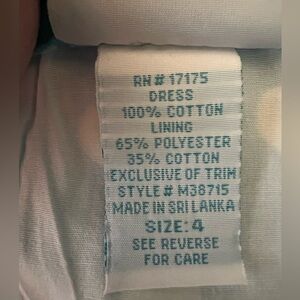 RN# 17175
DRESS
100% COTTON
LINING
65% POLYESTER
35% COTTON
EXCLUSIVE OF TRIM
STYLE# M38715
MADE IN SRI LANKA
SIZE: 4
SEE REVERSE
FOR CARE